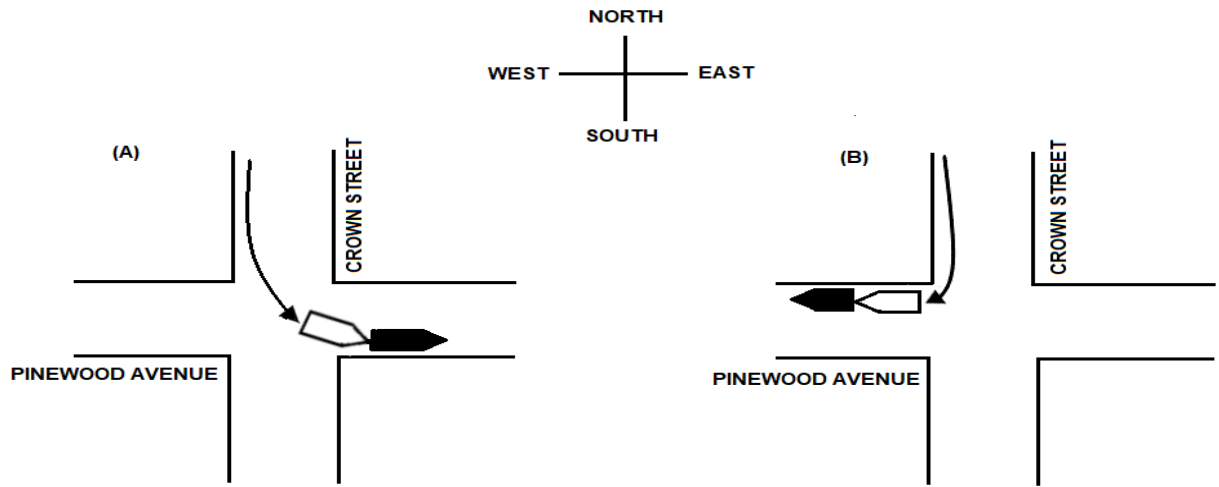 NORTH
WEST
EAST
SOUTH
(A)
CROWN STREET
PINEWOOD AVENUE
(B)
CROWN STREET
PINEWOOD AVENUE